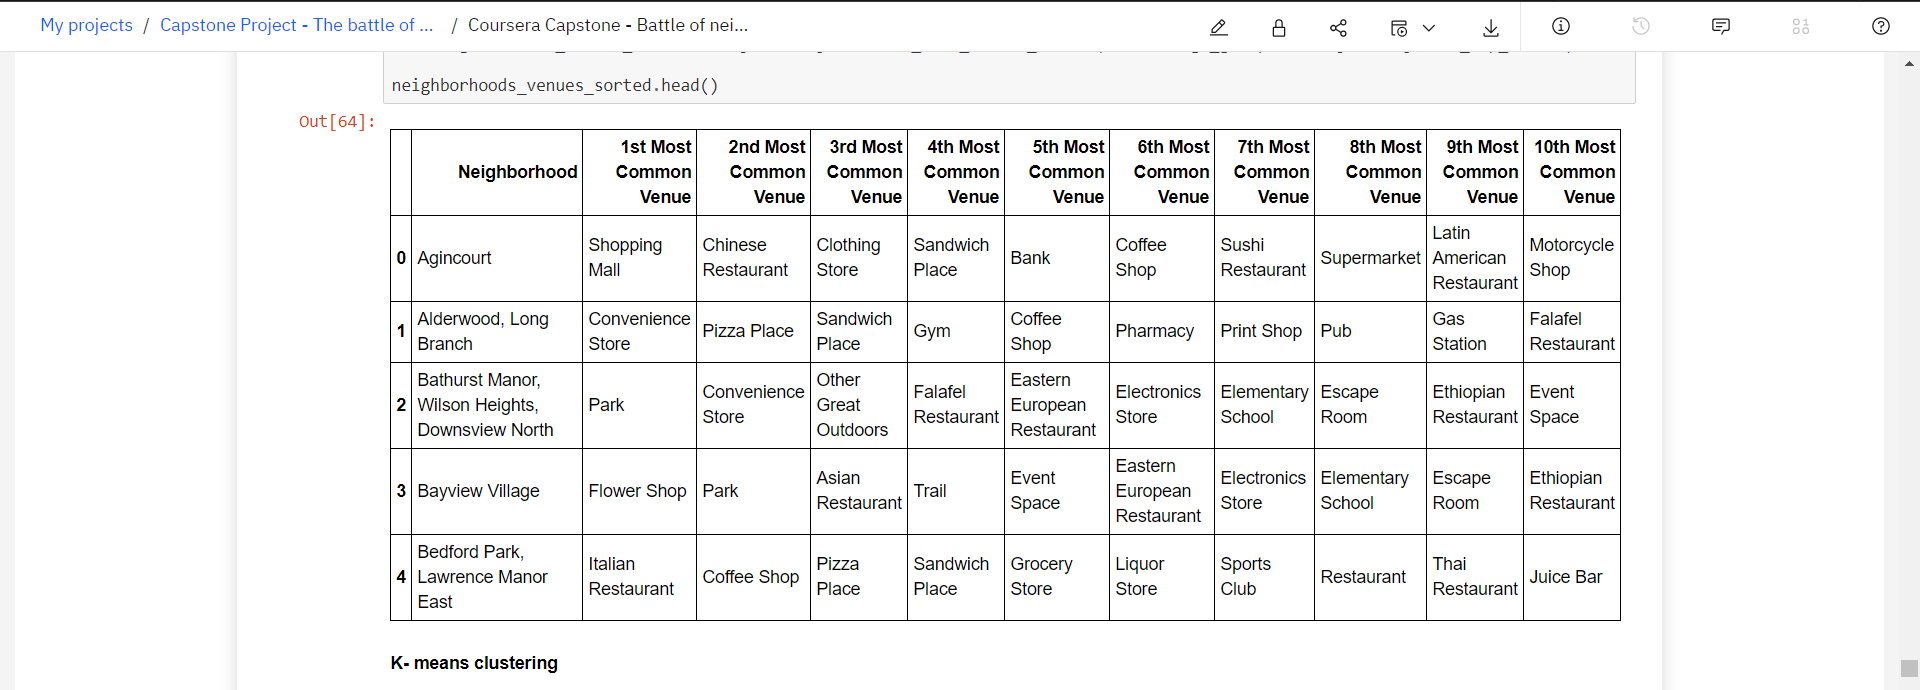 My projects / Capstone Project - The battle of ... / Coursera Capstone - Battle of nei...
neighborhoods_venues_sorted.head()
Out[64]:
Neighborhood 1st Most Common Venue 2nd Most Common Venue 3rd Most Common Venue 4th Most Common Venue 5th Most Common Venue 6th Most Common Venue 7th Most Common Venue 8th Most Common Venue 9th Most Common Venue 10th Most Common Venue
0 Agincourt Shopping Mall Chinese Restaurant Clothing Store Sandwich Place Bank Coffee Shop Sushi Restaurant Supermarket Latin American Restaurant Motorcycle Shop
1 Alderwood, Long Branch Convenience Store Pizza Place Sandwich Place Gym Coffee Shop Pharmacy Print Shop Pub Gas Station Falafel Restaurant
2 Bathurst Manor, Wilson Heights, Downsview North Park Convenience Store Other Great Outdoors Falafel Restaurant Eastern European Restaurant Electronics Store Elementary School Escape Room Ethiopian Restaurant Event Space
3 Bayview Village Flower Shop Park Asian Restaurant Trail Event Space Eastern European Restaurant Electronics Store Elementary School Escape Room Ethiopian Restaurant
4 Bedford Park, Lawrence Manor East Italian Restaurant Coffee Shop Pizza Place Sandwich Place Grocery Store Liquor Store Sports Club Restaurant Thai Restaurant Juice Bar
K- means clustering